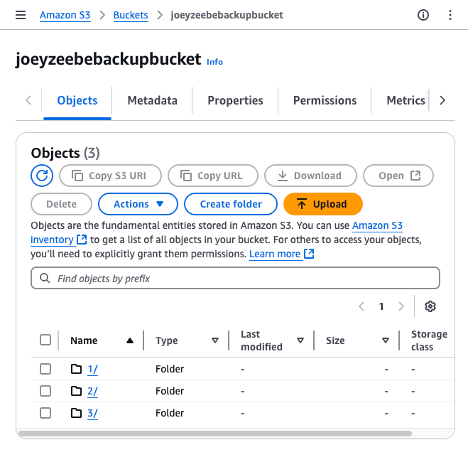 Amazon S3 > Buckets > joeyzeebebackupbucket
joeyzeebebackupbucket Info
Objects Metadata Properties Permissions Metrics
Objects (3)
Copy S3 URI Copy URL Download Open
Delete Actions Create folder Upload
Objects are the fundamental entities stored in Amazon S3. You can use Amazon S3
inventory to get a list of all objects in your bucket. For others to access your objects,
you'll need to explicitly grant them permissions. Learn more
Find objects by prefix
1
Name Type Last modified Size Storage class
1/ Folder - - -
2/ Folder - - -
3/ Folder - - -